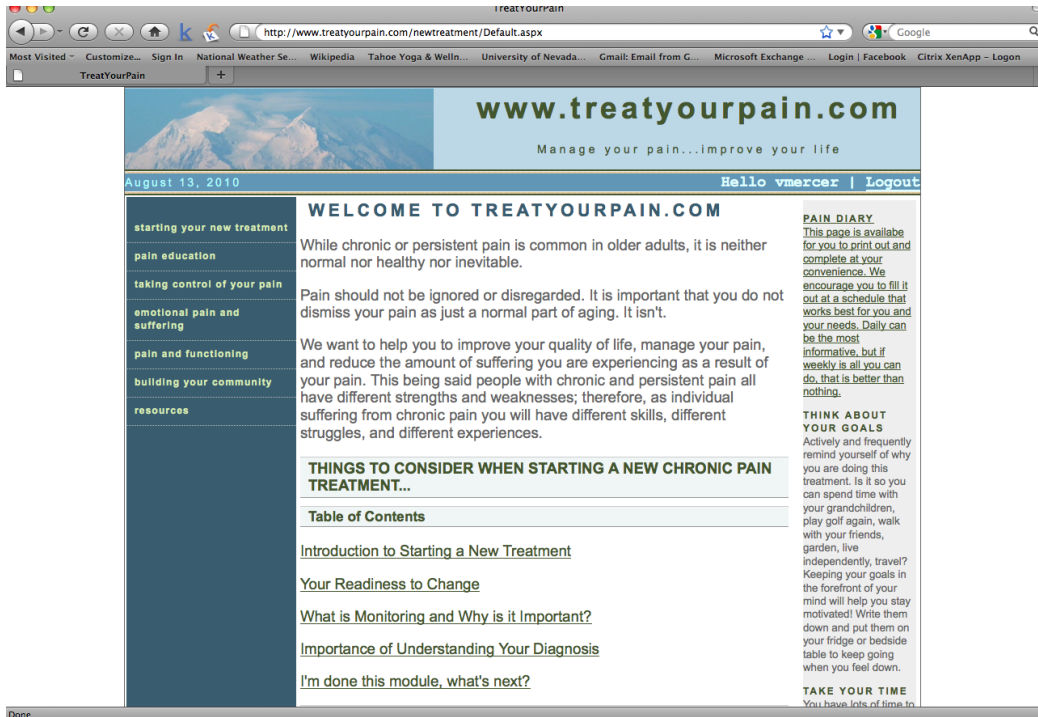 TreatYourPain
http://www.treatyourpain.com/newtreatment/Default.aspx
Google
Most Visited
Customize...
Sign In
National Weather Se...
Wikipedia
Tahoe Yoga & Welln...
University of Nevada...
Gmail: Email from G...
Microsoft Exchange ...
Login | Facebook
Citrix XenApp – Logon
TreatYourPain
+
www.treatyourpain.com
Manage your pain...improve your life
August 13, 2010
Hello vmercer | Logout
starting your new treatment
pain education
taking control of your pain
emotional pain and
suffering
pain and functioning
building your community
resources
WELCOME TO TREATYOURPAIN.COM
While chronic or persistent pain is common in older adults, it is neither
normal nor healthy nor inevitable.
Pain should not be ignored or disregarded. It is important that you do not
dismiss your pain as just a normal part of aging. It isn't.
We want to help you to improve your quality of life, manage your pain,
and reduce the amount of suffering you are experiencing as a result of
your pain. This being said people with chronic and persistent pain all
have different strengths and weaknesses; therefore, as individual
suffering from chronic pain you will have different skills, different
struggles, and different experiences.
THINGS TO CONSIDER WHEN STARTING A NEW CHRONIC PAIN
TREATMENT...
Table of Contents
Introduction to Starting a New Treatment
Your Readiness to Change
What is Monitoring and Why is it Important?
Importance of Understanding Your Diagnosis
I'm done this module, what's next?
PAIN DIARY
This page is availabe
for you to print out and
complete at your
convenience. We
encourage you to fill it
out at a schedule that
works best for you and
your needs. Daily can
be the most
informative, but if
weekly is all you can
do, that is better than
nothing.
THINK ABOUT
YOUR GOALS
Actively and frequently
remind yourself of why
you are doing this
treatment. Is it so you
can spend time with
your grandchildren,
play golf again, walk
with your friends,
garden, live
independently, travel?
Keeping your goals in
the forefront of your
mind will help you stay
motivated! Write them
down and put them on
your fridge or bedside
table to keep going
when you feel down.
TAKE YOUR TIME
You have lots of time to
Done